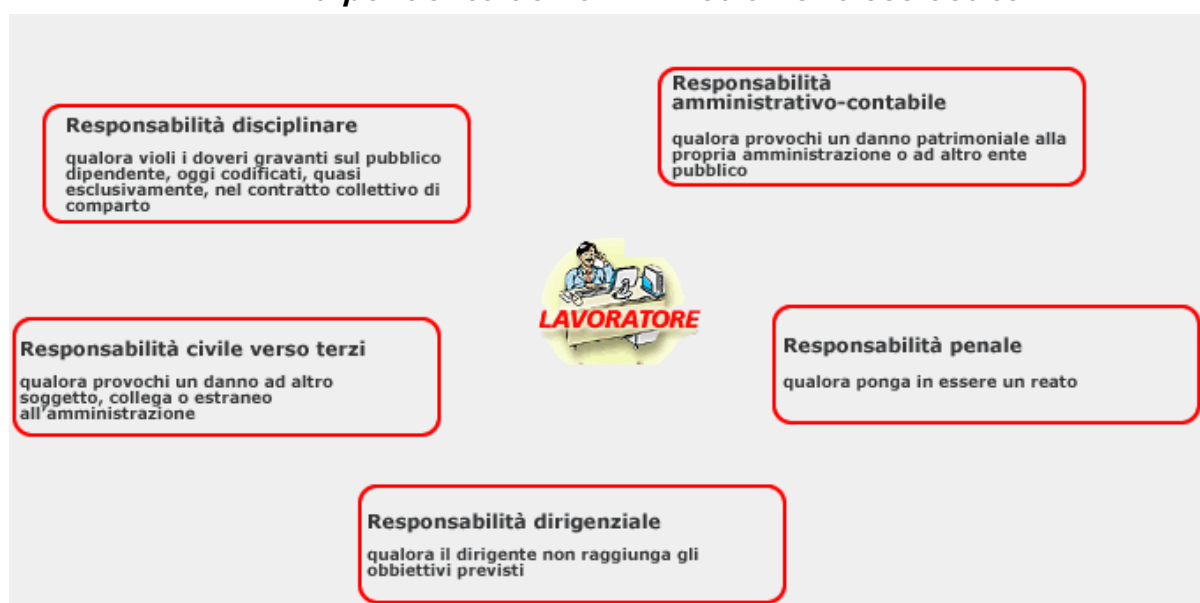 Responsabilità disciplinare
qualora violi i doveri gravanti sul pubblico
dipendente, oggi codificati, quasi
esclusivamente, nel contratto collettivo di
comparto
Responsabilità
amministrativo-contabile
qualora provochi un danno patrimoniale alla
propria amministrazione o ad altro ente
pubblico
LAVORATORE
Responsabilità civile verso terzi
qualora provochi un danno ad altro
soggetto, collega o estraneo
all'amministrazione
Responsabilità penale
qualora ponga in essere un reato
Responsabilità dirigenziale
qualora il dirigente non raggiunga gli
obbiettivi previsti